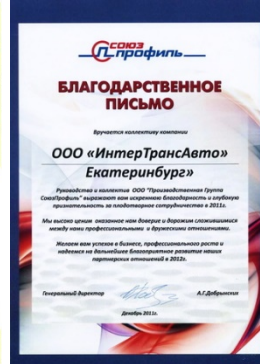 СОЮЗ
ПРОФИЛЬ
БЛАГОДАРСТВЕННОЕ
ПИСЬМО
Вручается коллективу компании
ООО «ИнтерТрансАвто»
Екатеринбург»
Руководство и коллектив ООО "Производственная Группа
СоюзПрофиль" выражают вам искреннюю благодарность и глубокую
признательность за плодотворное сотрудничество в 2011г.
Мы высоко ценим оказанное нам доверие и дорожим сложившимися
между нами профессиональными и дружескими отношениями.
Желаем вам успехов в бизнесе, профессионального роста и
надеемся на дальнейшее благоприятное развитие наших
партнерских отношений в 2012г.
Генеральный директор
А.Г.Добрынских
Декабрь 2011г.